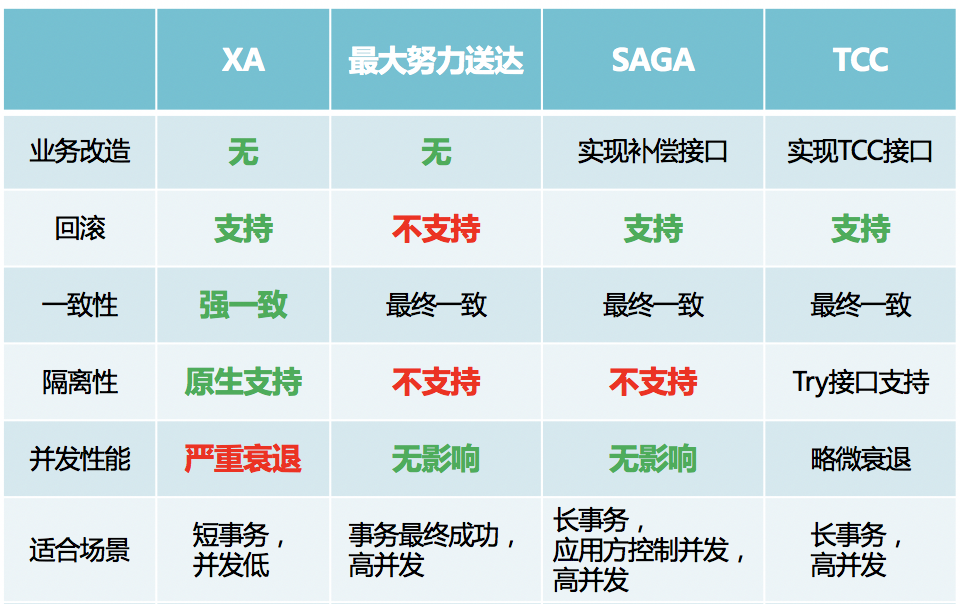 XA 最大努力送达 SAGA TCC
业务改造 无 无 实现补偿接口 实现TCC接口
回滚 支持 不支持 支持 支持
一致性 强一致 最终一致 最终一致 最终一致
隔离性 原生支持 不支持 不支持 Try接口支持
并发性能 严重衰退 无影响 无影响 略微衰退
适合场景
短事务，
并发低
事务最终成功，
高并发
长事务，
应用方控制并发，
高并发
长事务，
高并发